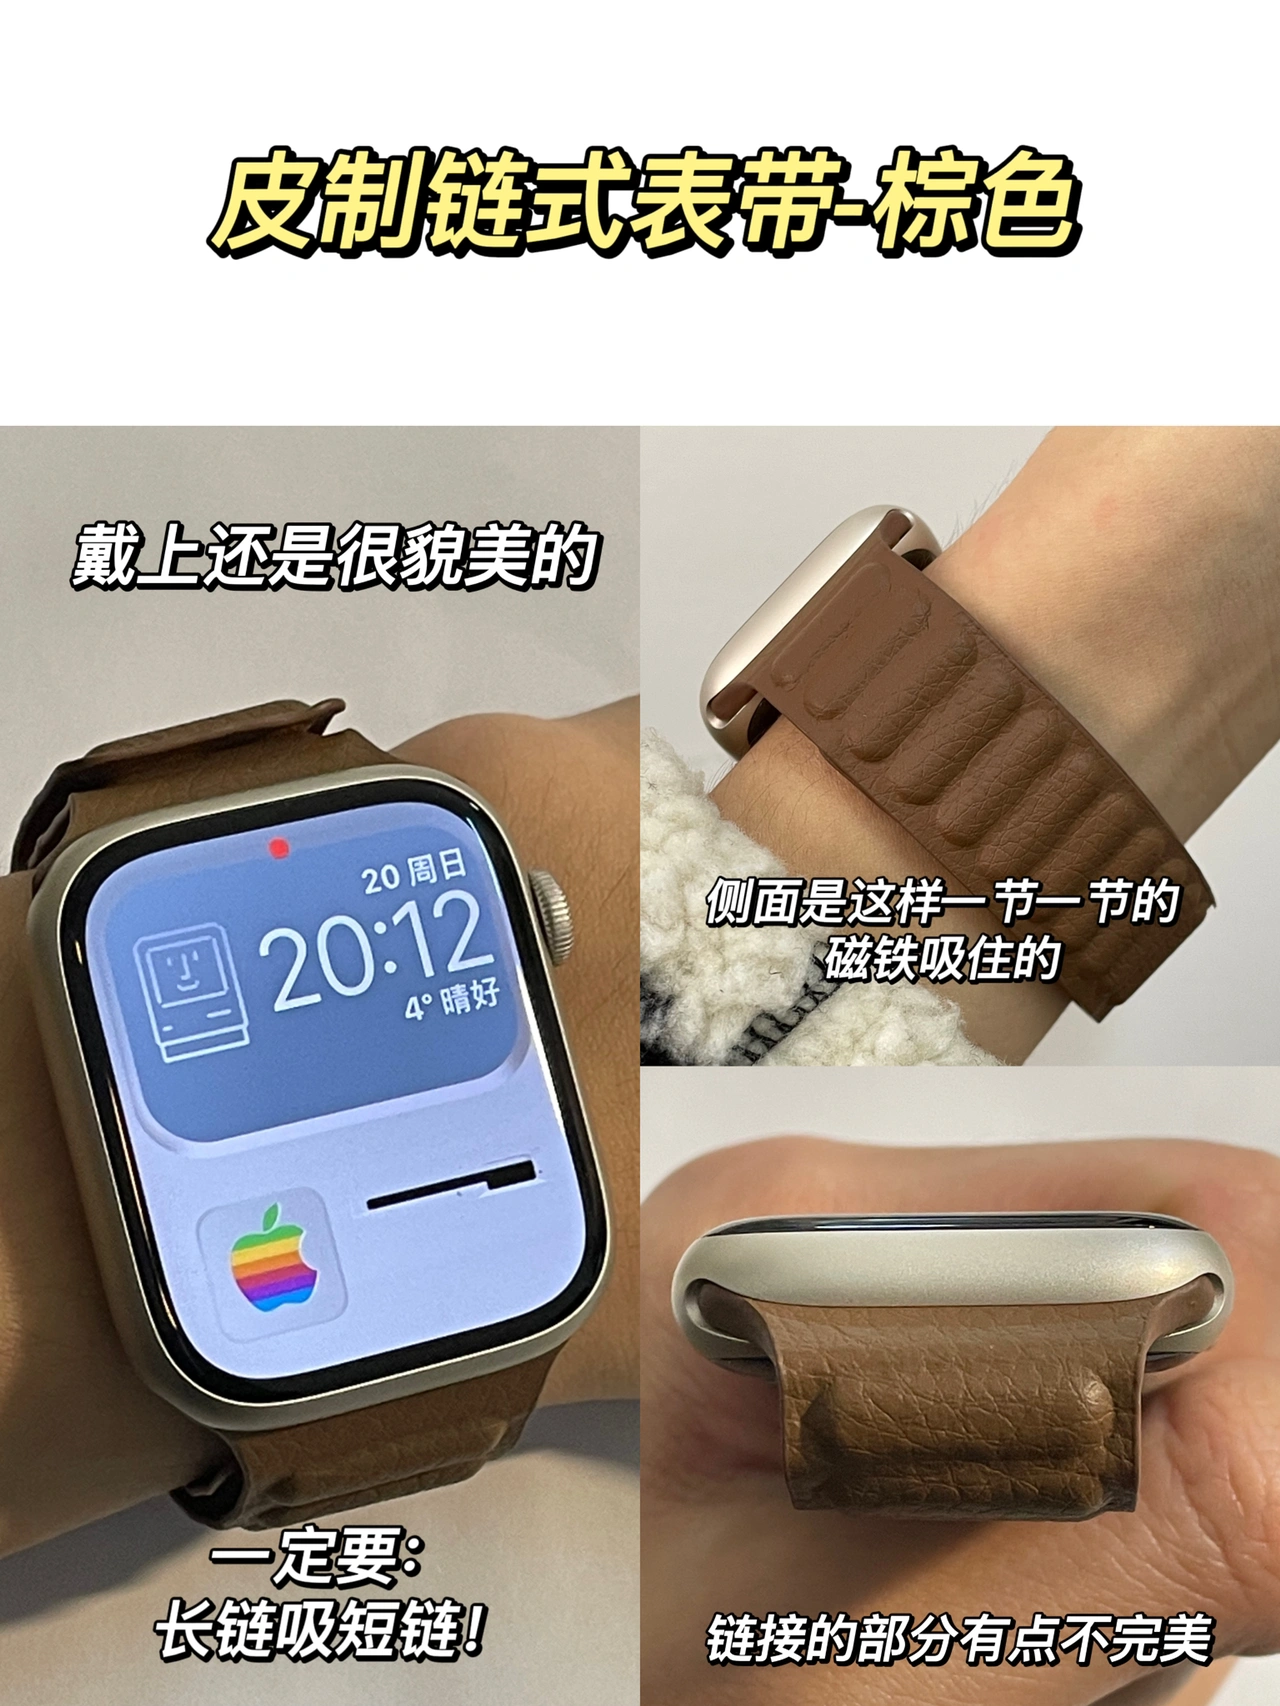 皮制链式表带-棕色
戴上还是很貌美的
20 周日
20:12
4° 晴好
一定要：
长链吸短链！
侧面是这样一节一节的
磁铁吸住的
链接的部分有点不完美